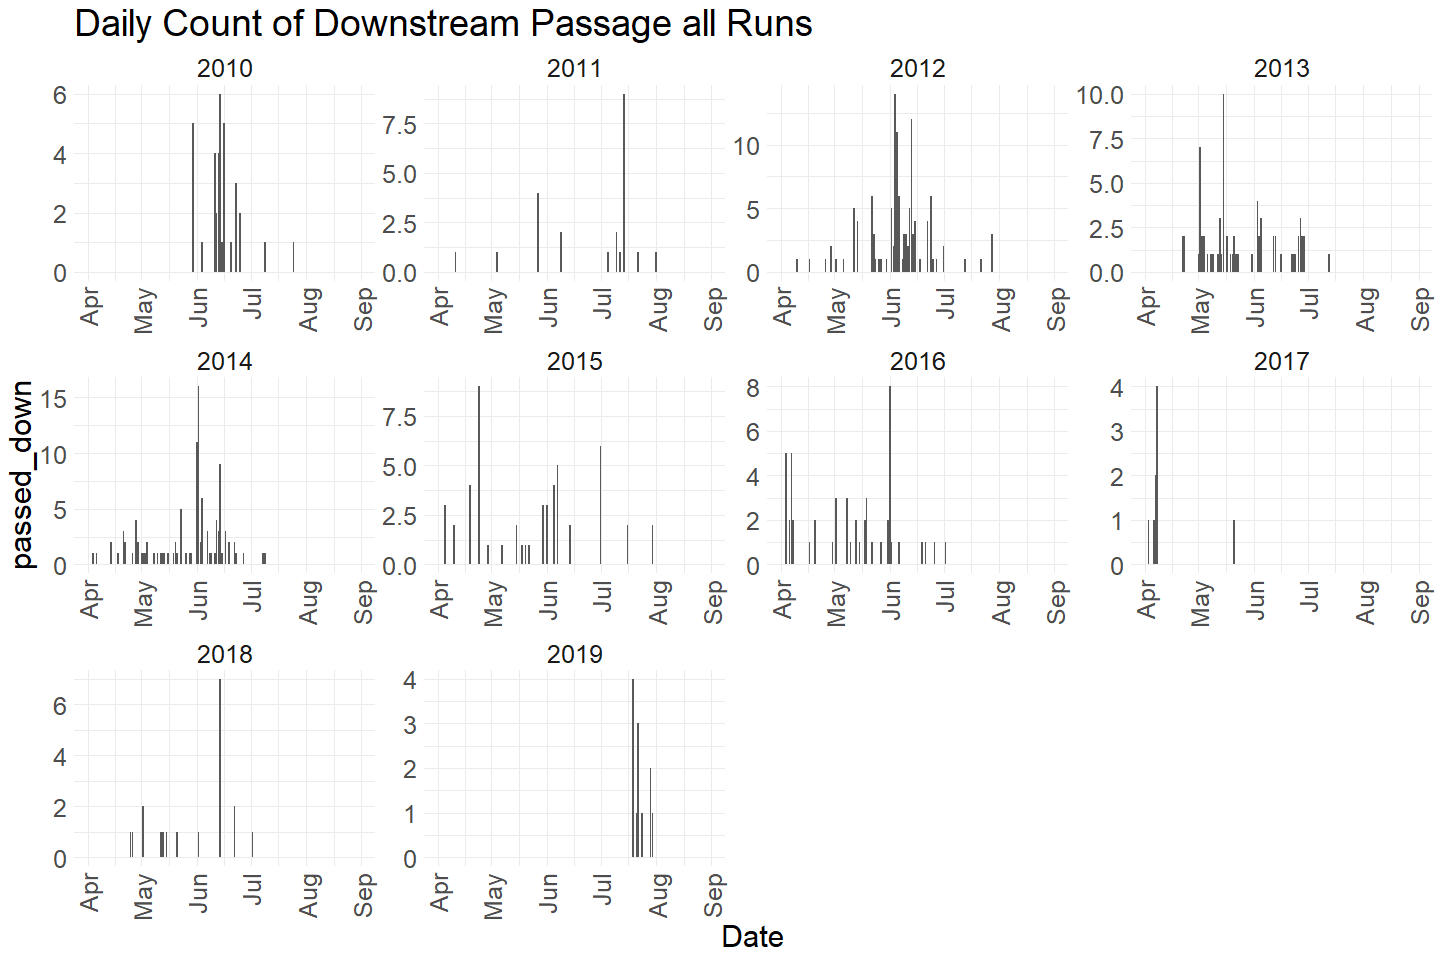 Daily Count of Downstream Passage all Runs
2010 2011 2012 2013
6 4 2 0
7.5 5.0 2.5 0.0
10 5 0
10.0 7.5 5.0 2.5 0.0
Apr May Jun Jul Aug Sep
Apr May Jun Jul Aug Sep
Apr May Jun Jul Aug Sep
Apr May Jun Jul Aug Sep
2014 2015 2016 2017
passed_down
15 10 5 0
7.5 5.0 2.5 0.0
8 6 4 2 0
4 3 2 1 0
Apr May Jun Jul Aug Sep
Apr May Jun Jul Aug Sep
Apr May Jun Jul Aug Sep
Apr May Jun Jul Aug Sep
2018 2019
6 4 2 0
4 3 2 1 0
Apr May Jun Jul Aug Sep
Apr May Jun Jul Aug Sep
Date